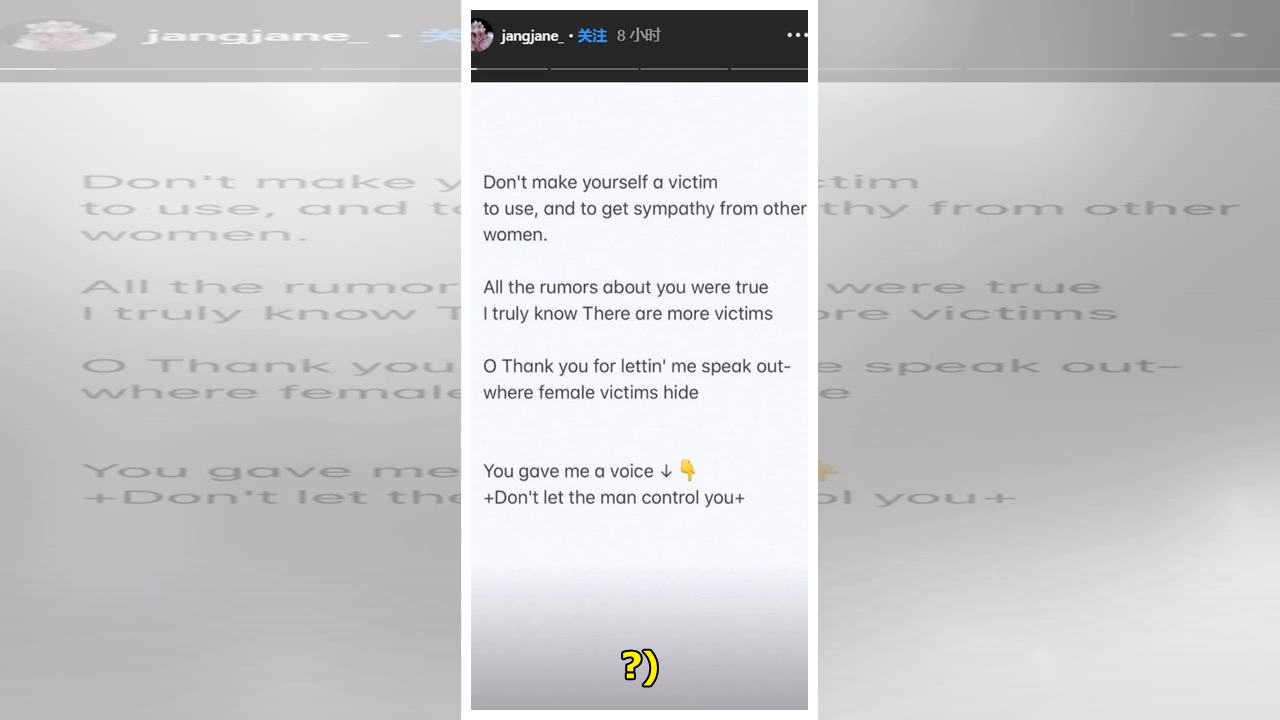 jangjane_ • 关注 8 小时
Don't make yourself a victim
to use, and to get sympathy from other
women.
All the rumors about you were true
I truly know There are more victims
O Thank you for lettin' me speak out-
where female victims hide
You gave me a voice ↓👇
+Don't let the man control you+
?)